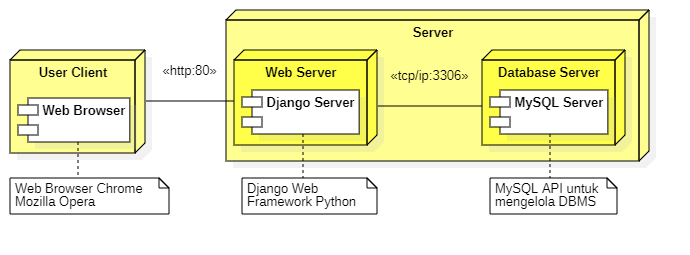 Server
User Client
«http:80»
Web Server
«tcp/ip:3306»
Database Server
Web Browser
Django Server
MySQL Server
Web Browser Chrome
Mozilla Opera
Django Web
Framework Python
MySQL API untuk
mengelola DBMS